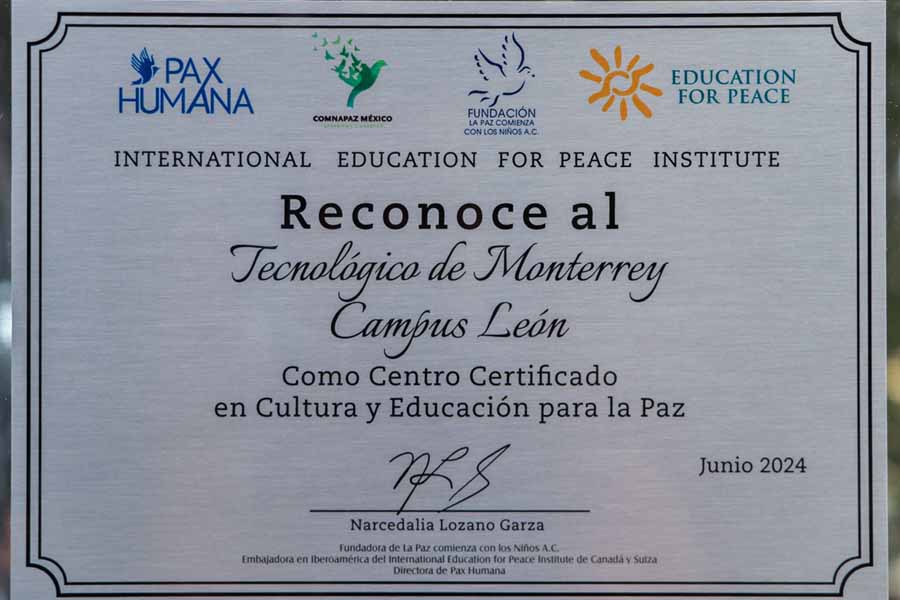 PAX
HUMANA
COMNAPAZ MÉXICO
FUNDACIÓN
LA PAZ COMIENZA
CON LOS NIÑOS A.C.
EDUCATION
FOR PEACE
INTERNATIONAL EDUCATION FOR PEACE INSTITUTE
Reconoce al
Tecnológico de Monterrey
Campus León
Como Centro Certificado
en Cultura y Educación para la Paz
Junio 2024
Narcedalia Lozano Garza
Fundadora de La Paz comienza con los Niños A.C.
Embajadora en Iberoamérica del International Education for Peace Institute de Canadá y Suiza
Directora de Pax Humana